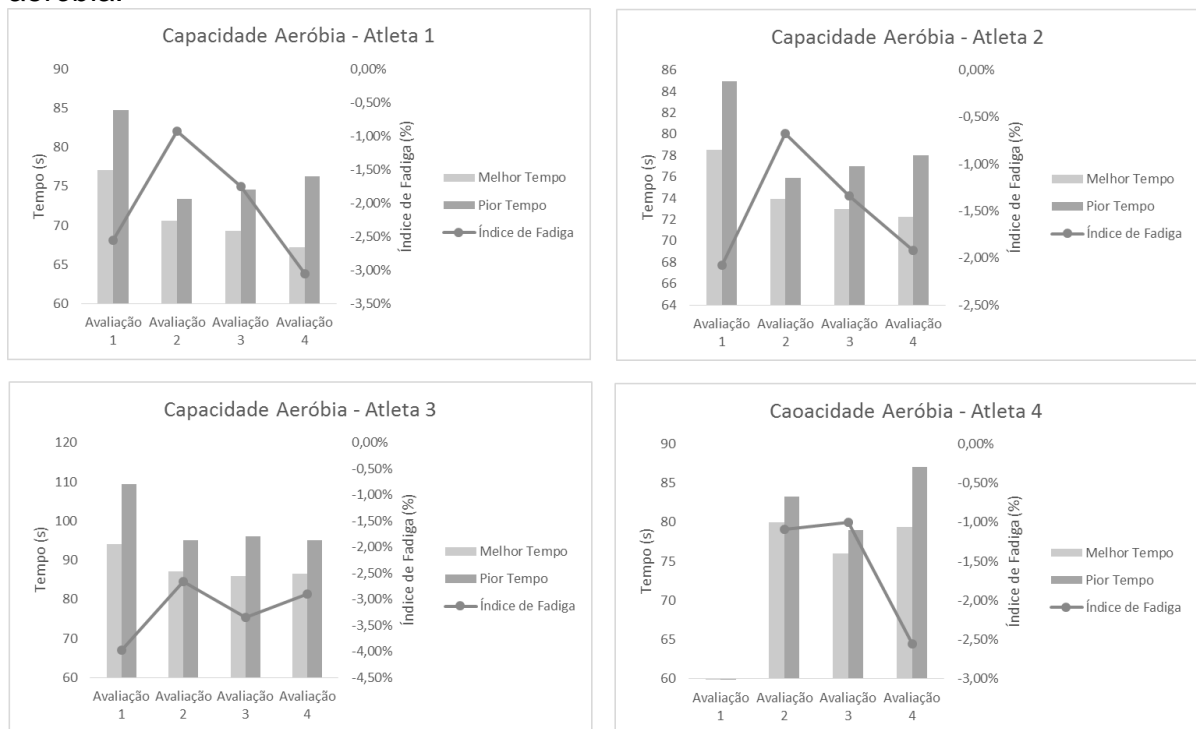 aeróbia.
Capacidade Aeróbia - Atleta 1
90
85
80
75
70
65
60
Tempo (s)
0,00%
-0,50%
-1,00%
-1,50%
-2,00%
-2,50%
-3,00%
-3,50%
Índice de Fadiga (%)
Avaliação 1
Avaliação 2
Avaliação 3
Avaliação 4
Melhor Tempo
Pior Tempo
Índice de Fadiga
Capacidade Aeróbia - Atleta 2
86
84
82
80
78
76
74
72
70
68
66
64
Tempo (s)
0,00%
-0,50%
-1,00%
-1,50%
-2,00%
-2,50%
Índice de Fadiga (%)
Avaliação 1
Avaliação 2
Avaliação 3
Avaliação 4
Melhor Tempo
Pior Tempo
Índice de Fadiga
Capacidade Aeróbia - Atleta 3
120
110
100
90
80
70
60
Tempo (s)
0,00%
-0,50%
-1,00%
-1,50%
-2,00%
-2,50%
-3,00%
-3,50%
-4,00%
-4,50%
Índice de Fadiga (%)
Avaliação 1
Avaliação 2
Avaliação 3
Avaliação 4
Melhor Tempo
Pior Tempo
Índice de Fadiga
Caoacidade Aeróbia - Atleta 4
90
85
80
75
70
65
60
Tempo (s)
0,00%
-0,50%
-1,00%
-1,50%
-2,00%
-2,50%
-3,00%
Índice de Fadiga (%)
Avaliação 1
Avaliação 2
Avaliação 3
Avaliação 4
Melhor Tempo
Pior Tempo
Índice de Fadiga